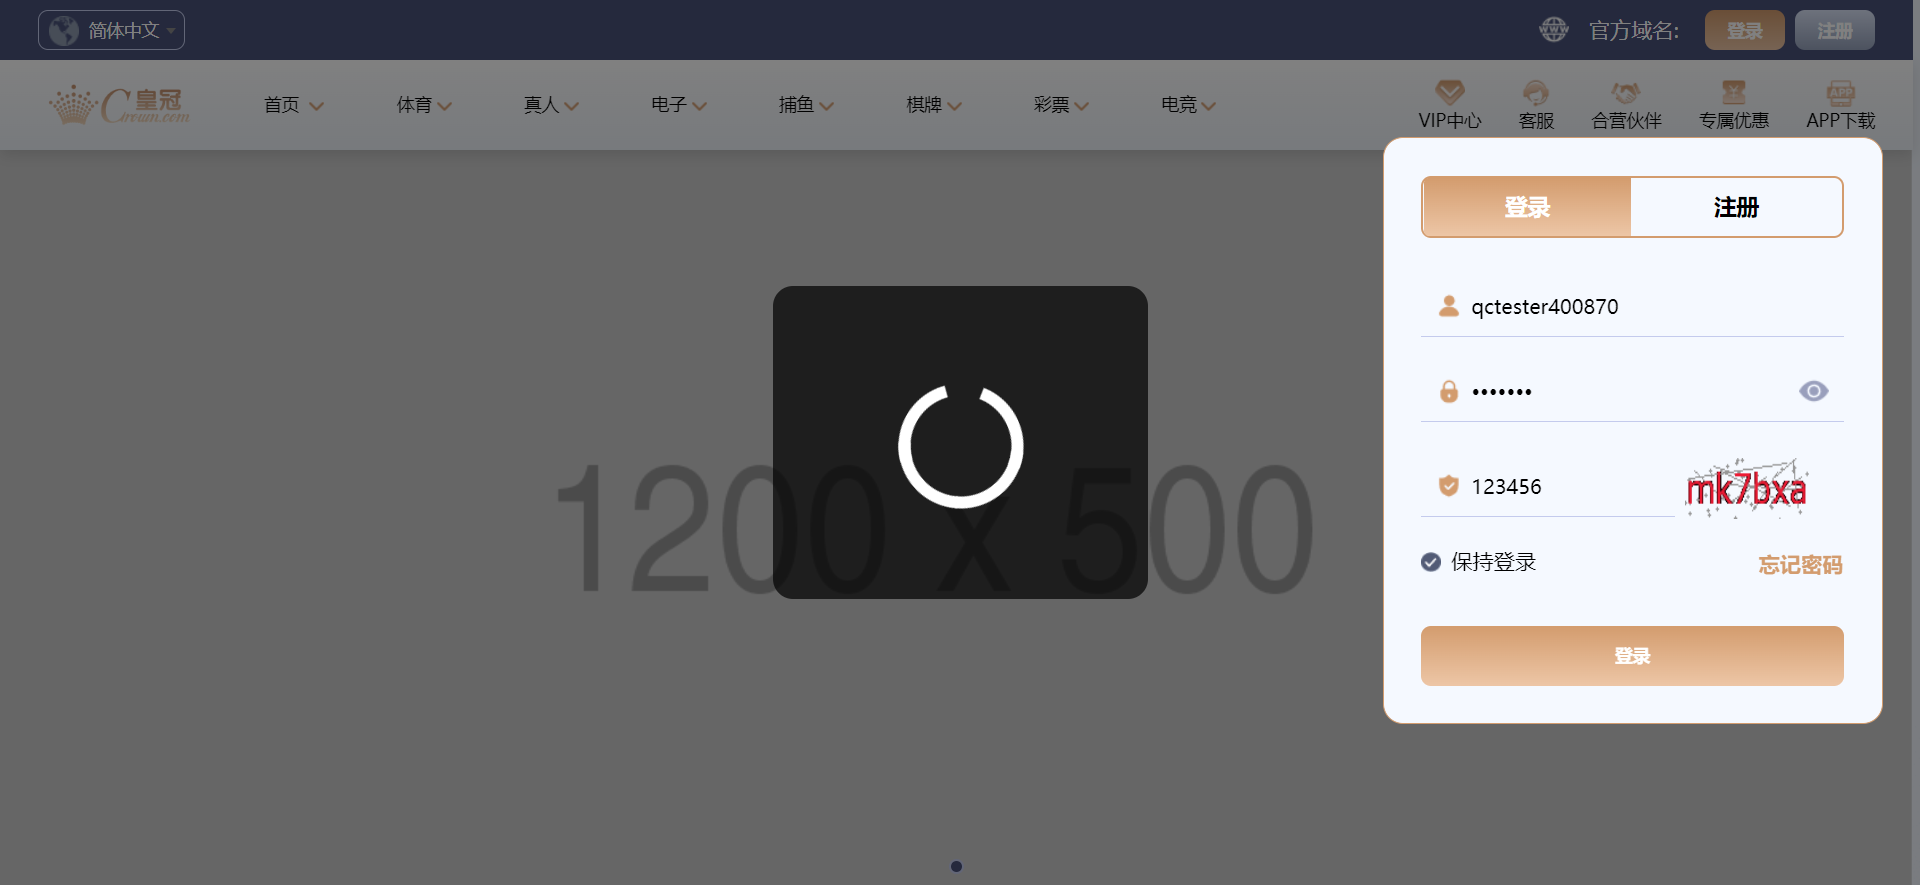 简体中文
官方域名:
登录
注册
皇冠
Crown.com
首页
体育
真人
电子
捕鱼
棋牌
彩票
电竞
VIP中心
客服
合营伙伴
专属优惠
APP
APP下载
登录
注册
qctester400870
•••••••
123456
mk7bxa
保持登录
忘记密码
登录
1200 x 500